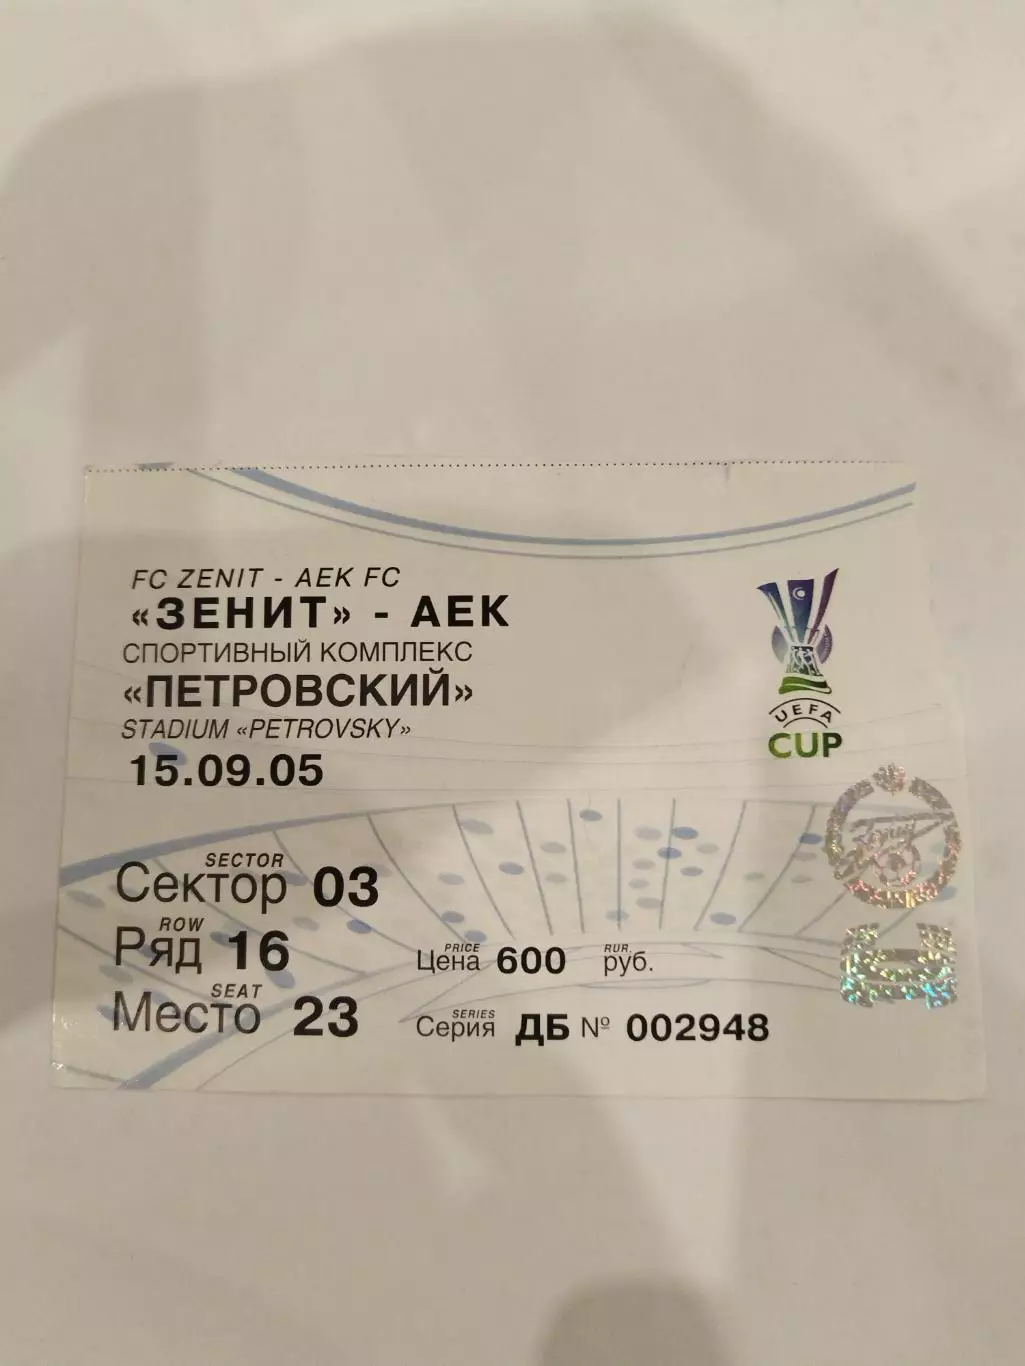 FC ZENIT - AEK FC
«ЗЕНИТ» - АЕК
СПОРТИВНЫЙ КОМПЛЕКС
«ПЕТРОВСКИЙ»
STADIUM «PETROVSKY»
15.09.05
UEFA
CUP
SECTOR
Сектор 03
ROW
Ряд 16
SEAT
Место 23
PRICE RUR.
Цена 600 руб.
SERIES
Серия ДБ № 002948
Зенит